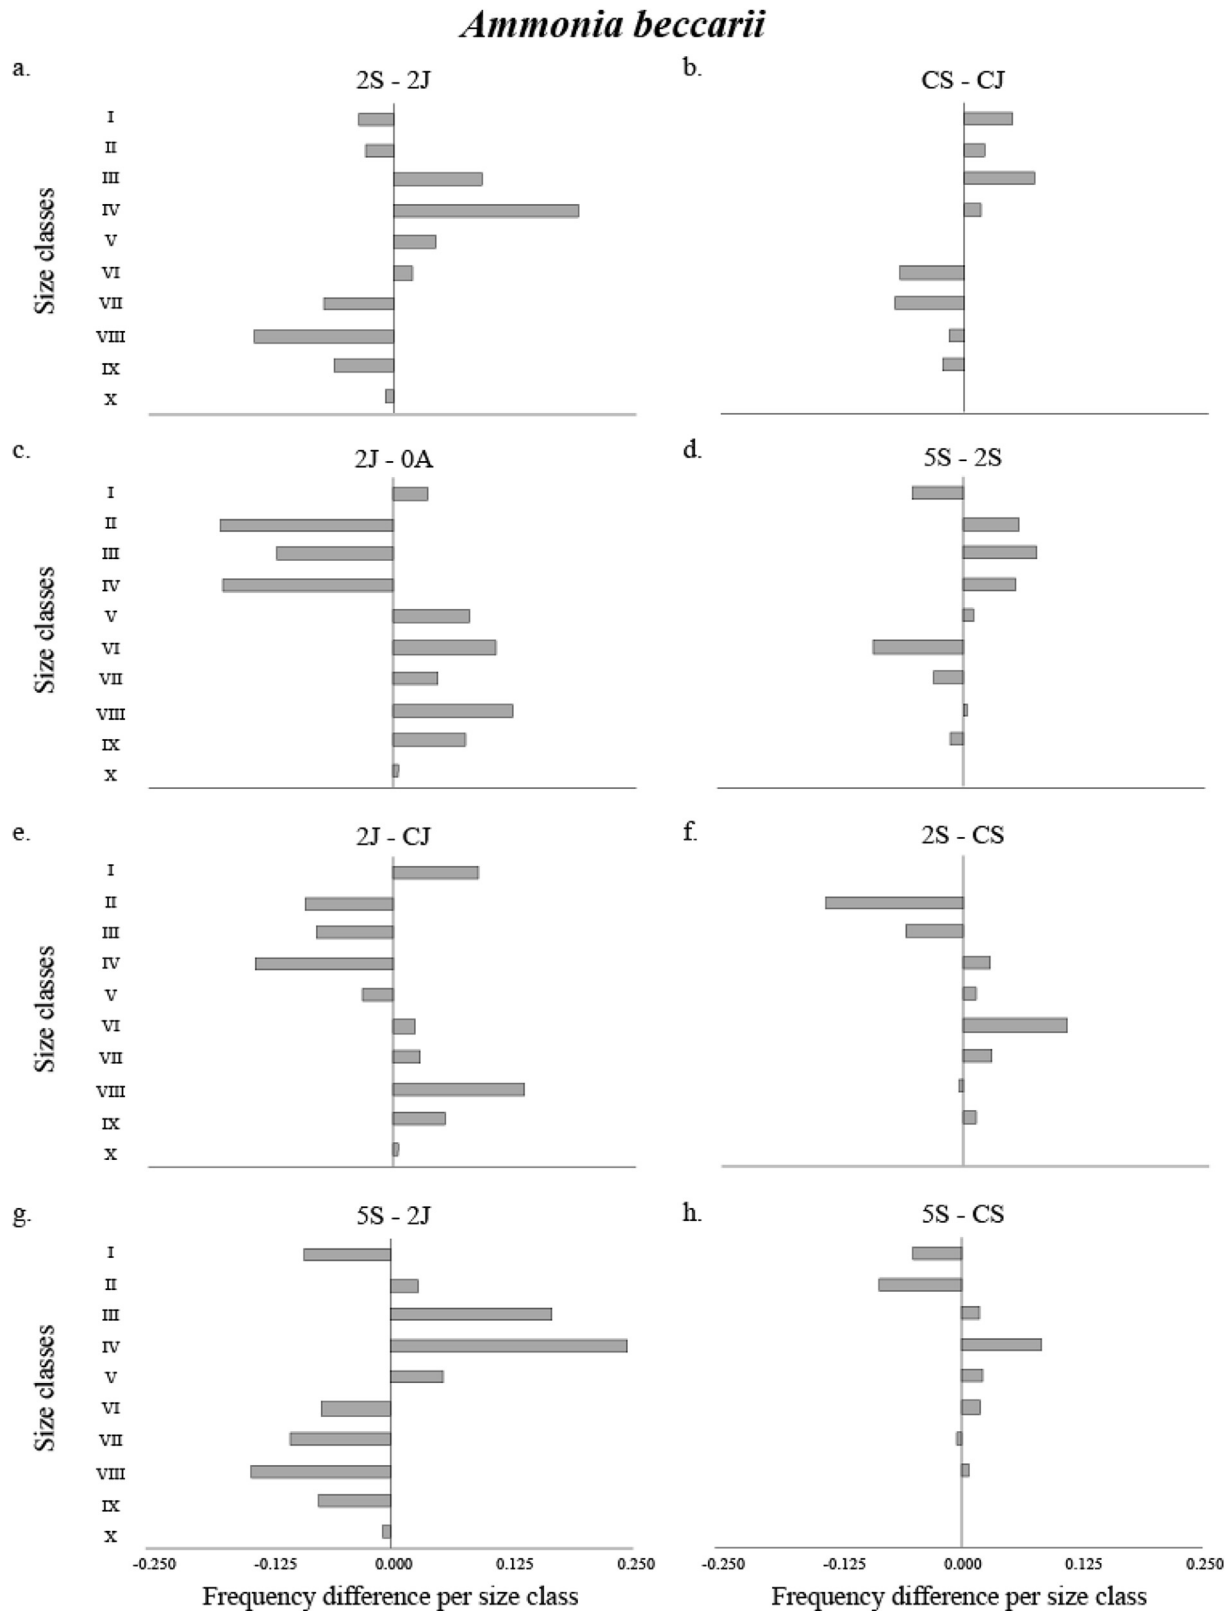 Ammonia beccarii
a.
2S - 2J
b.
CS - CJ
Size classes
I
II
III
IV
V
VI
VII
VIII
IX
X
c.
2J - 0A
d.
5S - 2S
Size classes
I
II
III
IV
V
VI
VII
VIII
IX
X
e.
2J - CJ
f.
2S - CS
Size classes
I
II
III
IV
V
VI
VII
VIII
IX
X
g.
5S - 2J
h.
5S - CS
Size classes
I
II
III
IV
V
VI
VII
VIII
IX
X
-0.250 -0.125 0.000 0.125 0.250
-0.250 -0.125 0.000 0.125 0.250
Frequency difference per size class
Frequency difference per size class